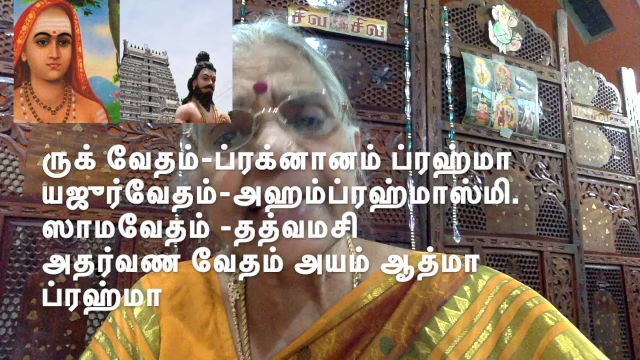 சிவ சிவ
ருக் வேதம்-ப்ரக்னானம் ப்ரஹ்மா
யஜுர்வேதம்-அஹம்ப்ரஹ்மாஸ்மி.
ஸாமவேதம் -தத்வமசி
அதர்வண வேதம் அயம் ஆத்மா
ப்ரஹ்மா